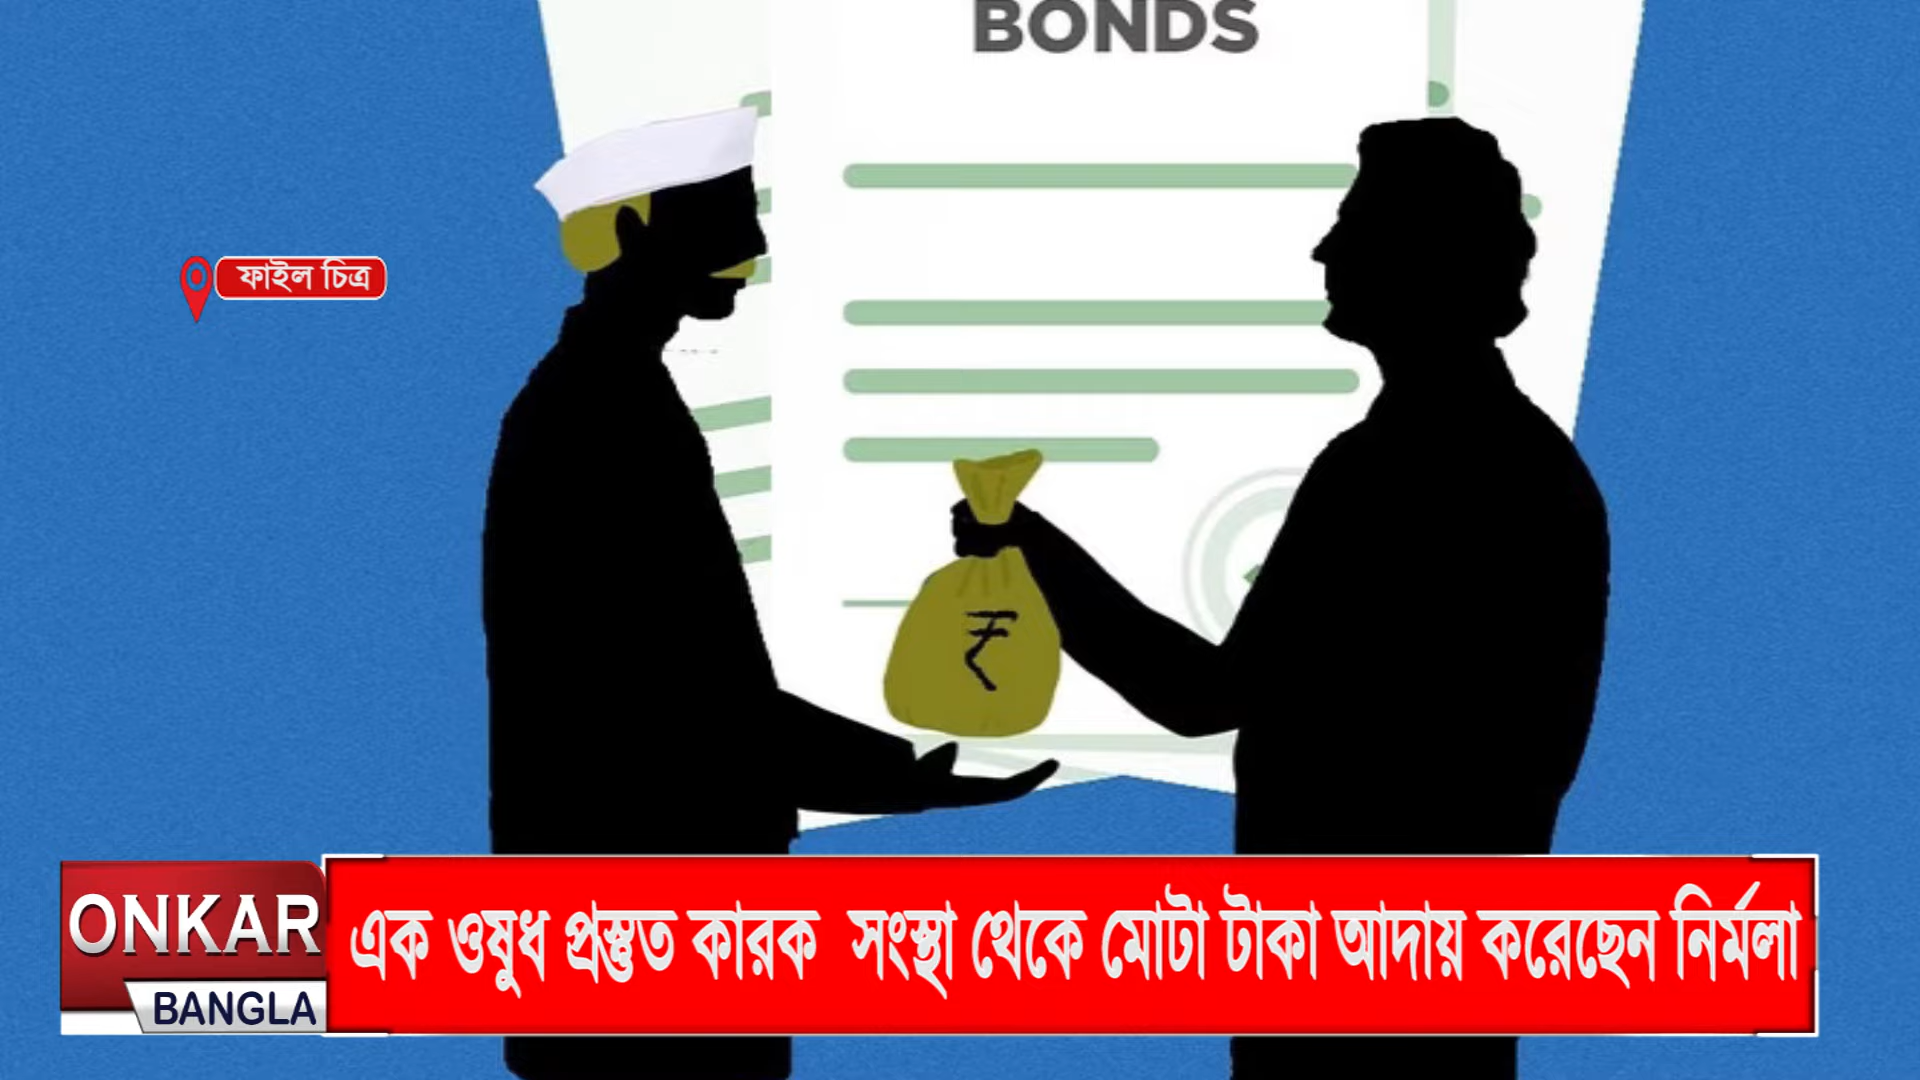 BONDS
ফাইল চিত্র
₹
ONKAR
BANGLA
এক ওষুধ প্রস্তুত কারক সংস্থা থেকে মোটা টাকা আদায় করেছেন নির্মলা